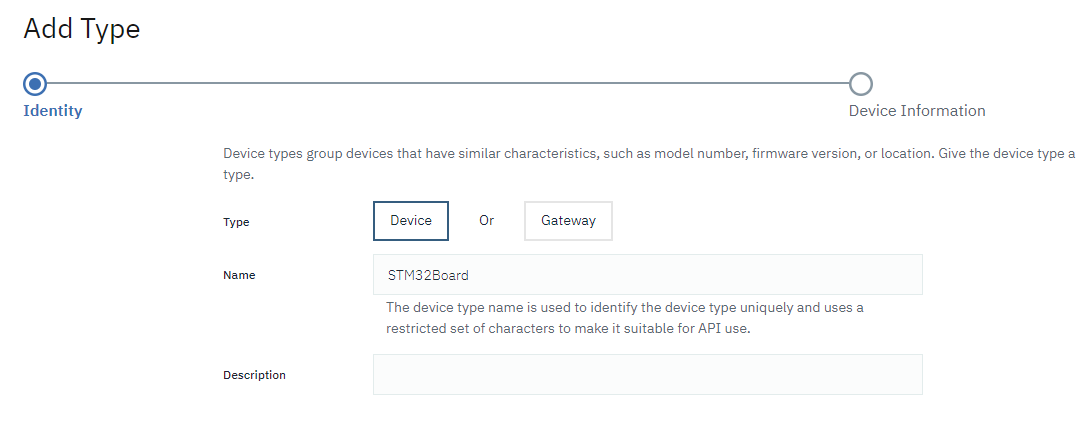 Add Type
Identity
Device Information
Device types group devices that have similar characteristics, such as model number, firmware version, or location. Give the device type a
type.
Type Device Or Gateway
Name STM32Board
The device type name is used to identify the device type uniquely and uses a
restricted set of characters to make it suitable for API use.
Description